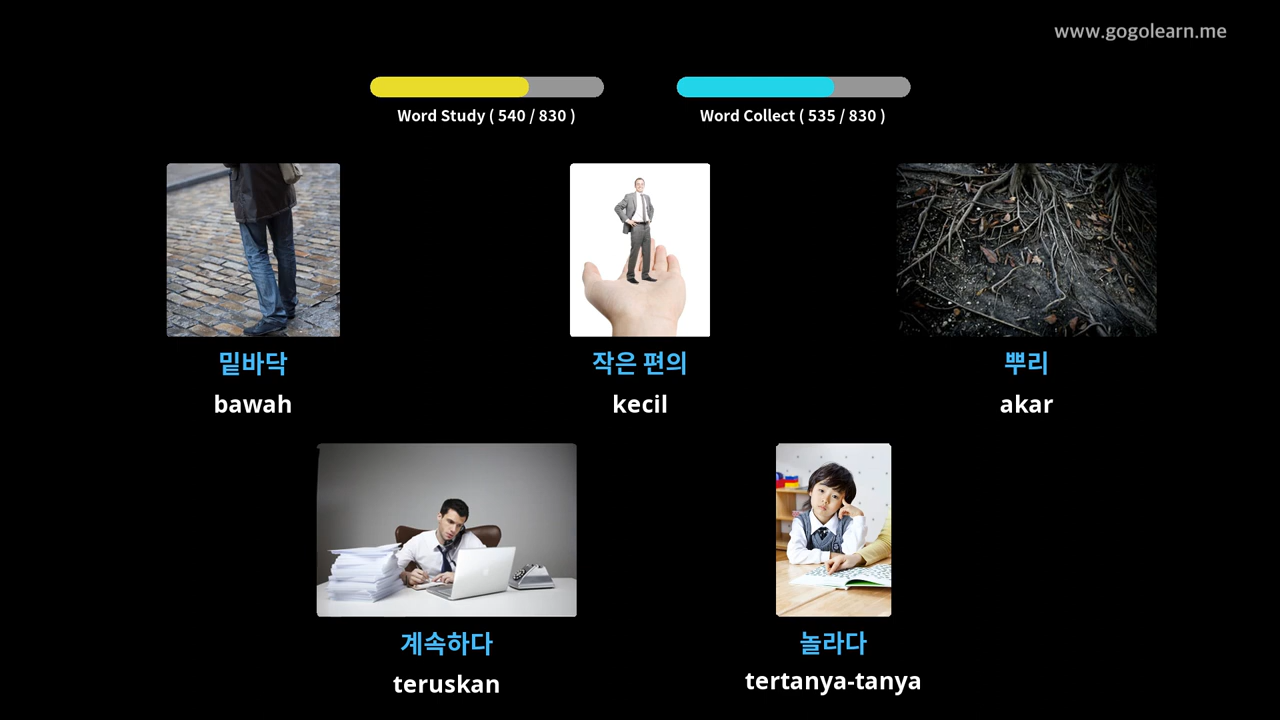 www.gogolearn.me
Word Study ( 540 / 830 )
Word Collect ( 535 / 830 )
밑바닥
bawah
작은 편의
kecil
뿌리
akar
계속하다
teruskan
놀라다
tertanya-tanya